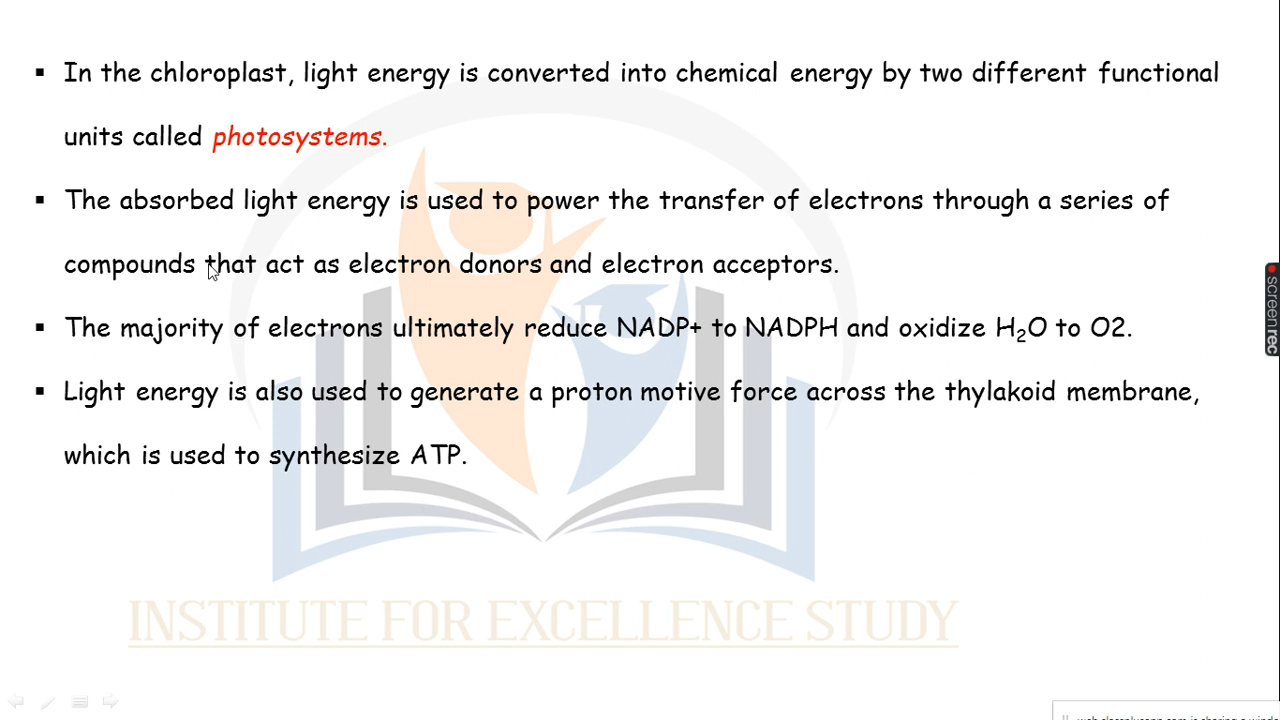 ▪ In the chloroplast, light energy is converted into chemical energy by two different functional
units called photosystems.
▪ The absorbed light energy is used to power the transfer of electrons through a series of
compounds that act as electron donors and electron acceptors.
▪ The majority of electrons ultimately reduce NADP+ to NADPH and oxidize H₂O to O2.
▪ Light energy is also used to generate a proton motive force across the thylakoid membrane,
which is used to synthesize ATP.
INSTITUTE FOR EXCELLENCE STUDY
screenrec